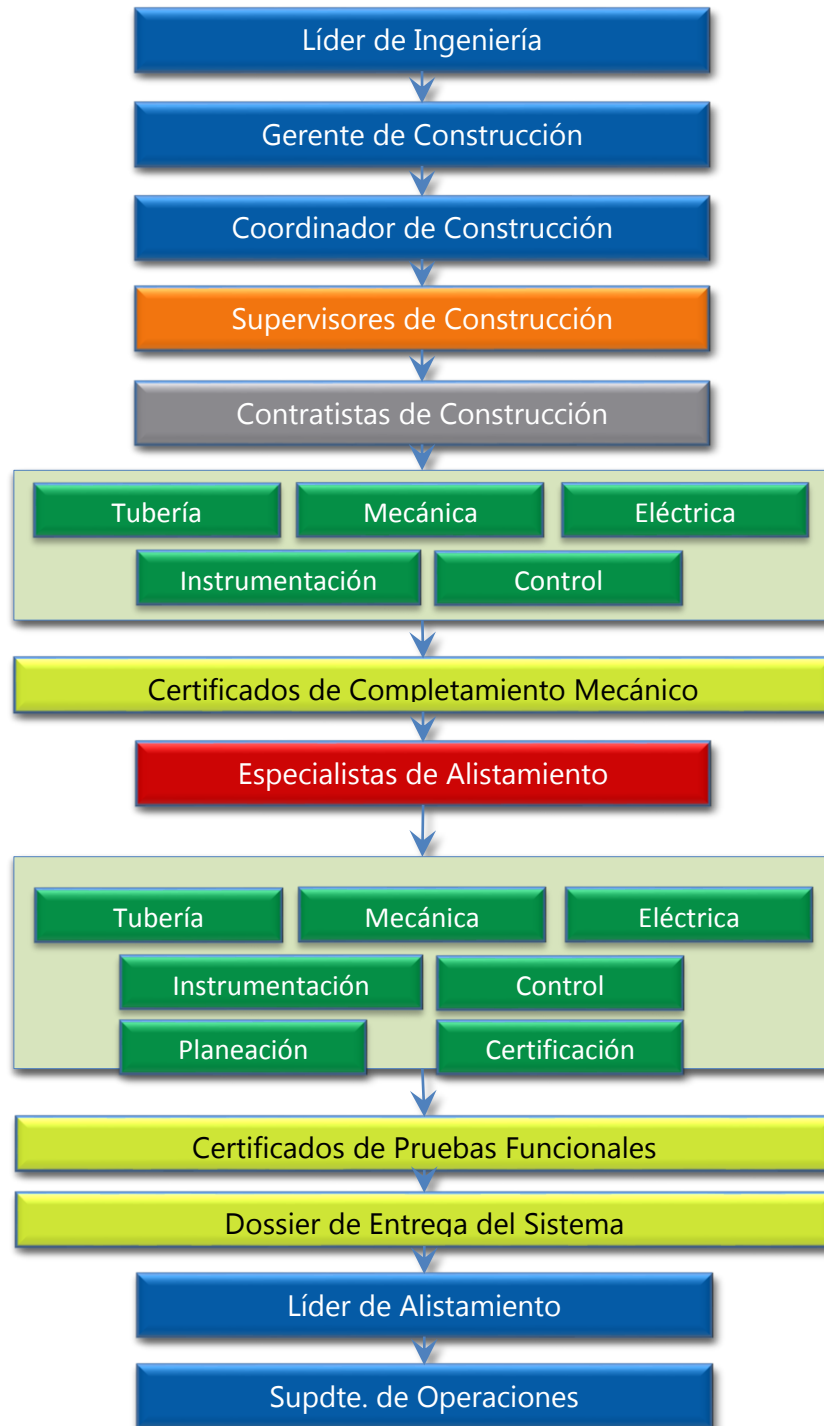 Líder de Ingeniería
Gerente de Construcción
Coordinador de Construcción
Supervisores de Construcción
Contratistas de Construcción
Tubería Mecánica Eléctrica
Instrumentación Control
Certificados de Completamiento Mecánico
Especialistas de Alistamiento
Tubería Mecánica Eléctrica
Instrumentación Control
Planeación Certificación
Certificados de Pruebas Funcionales
Dossier de Entrega del Sistema
Líder de Alistamiento
Supdte. de Operaciones